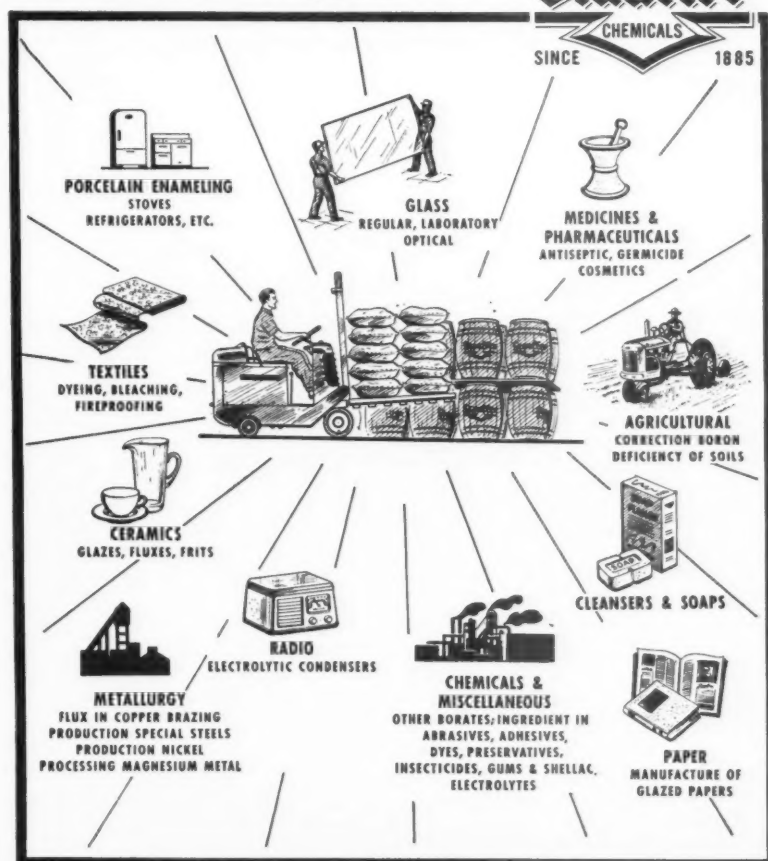 CHEMICALS
SINCE 1885
PORCELAIN ENAMELING
STOVES
REFRIGERATORS, ETC.
GLASS
REGULAR, LABORATORY
OPTICAL
MEDICINES &
PHARMACEUTICALS
ANTISEPTIC, GERMICIDE
COSMETICS
TEXTILES
DYEING, BLEACHING,
FIREPROOFING
AGRICULTURAL
CORRECTION BORON
DEFICIENCY OF SOILS
CERAMICS
GLAZES, FLUXES, FRITS
SOAP
CLEANSERS & SOAPS
RADIO
ELECTROLYTIC CONDENSERS
METALLURGY
FLUX IN COPPER BRAZING
PRODUCTION SPECIAL STEELS
PRODUCTION NICKEL
PROCESSING MAGNESIUM METAL
CHEMICALS &
MISCELLANEOUS
OTHER BORATES; INGREDIENT IN
ABRASIVES, ADHESIVES,
DYES, PRESERVATIVES,
INSECTICIDES, GUMS & SHELLAC,
ELECTROLYTES
PAPER
MANUFACTURE OF
GLAZED PAPERS